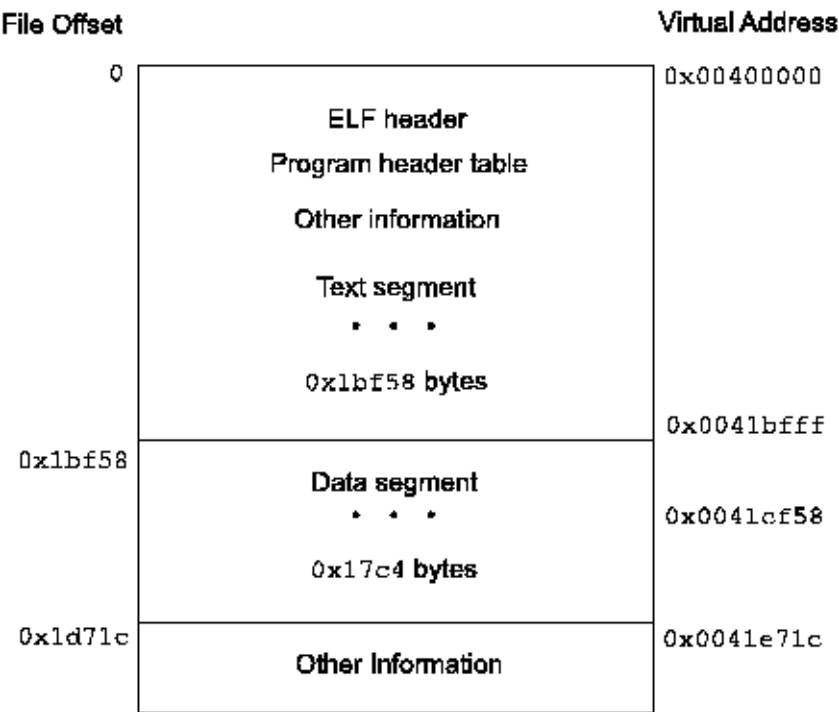 File Offset
Virtual Address
0
0x00400000
ELF header
Program header table
Other information
Text segment
. . .
0x1bf58 bytes
0x0041bfff
0x1bf58
Data segment
. . .
0x0041cf58
0x17c4 bytes
0x1d71c
0x0041e71c
Other Information